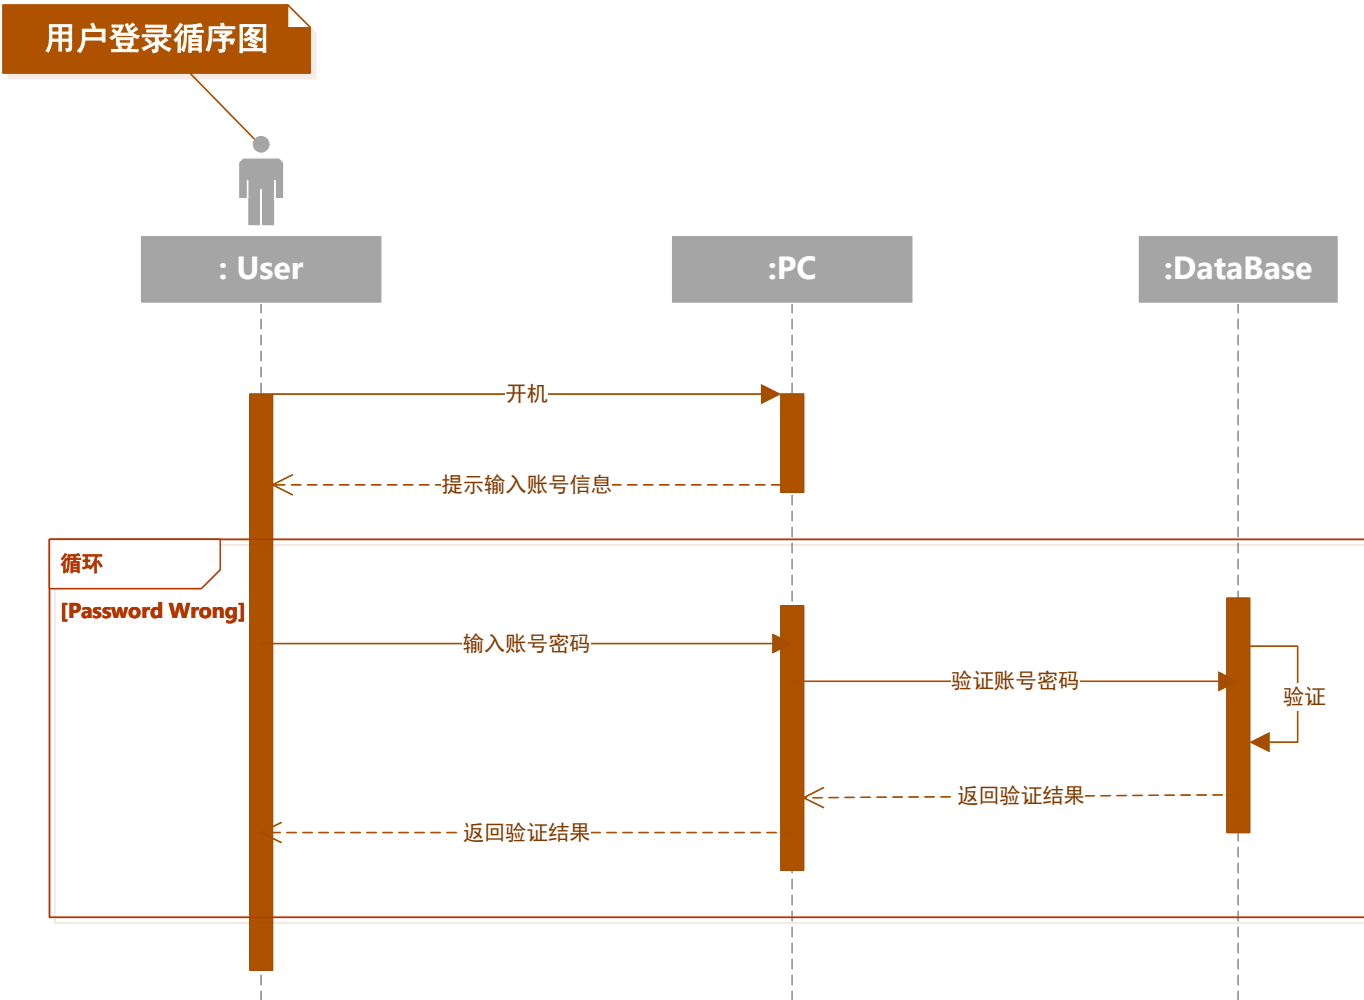 用户登录循序图
: User
:PC
:DataBase
开机
提示输入账号信息
循环
[Password Wrong]
输入账号密码
验证账号密码
验证
返回验证结果
返回验证结果